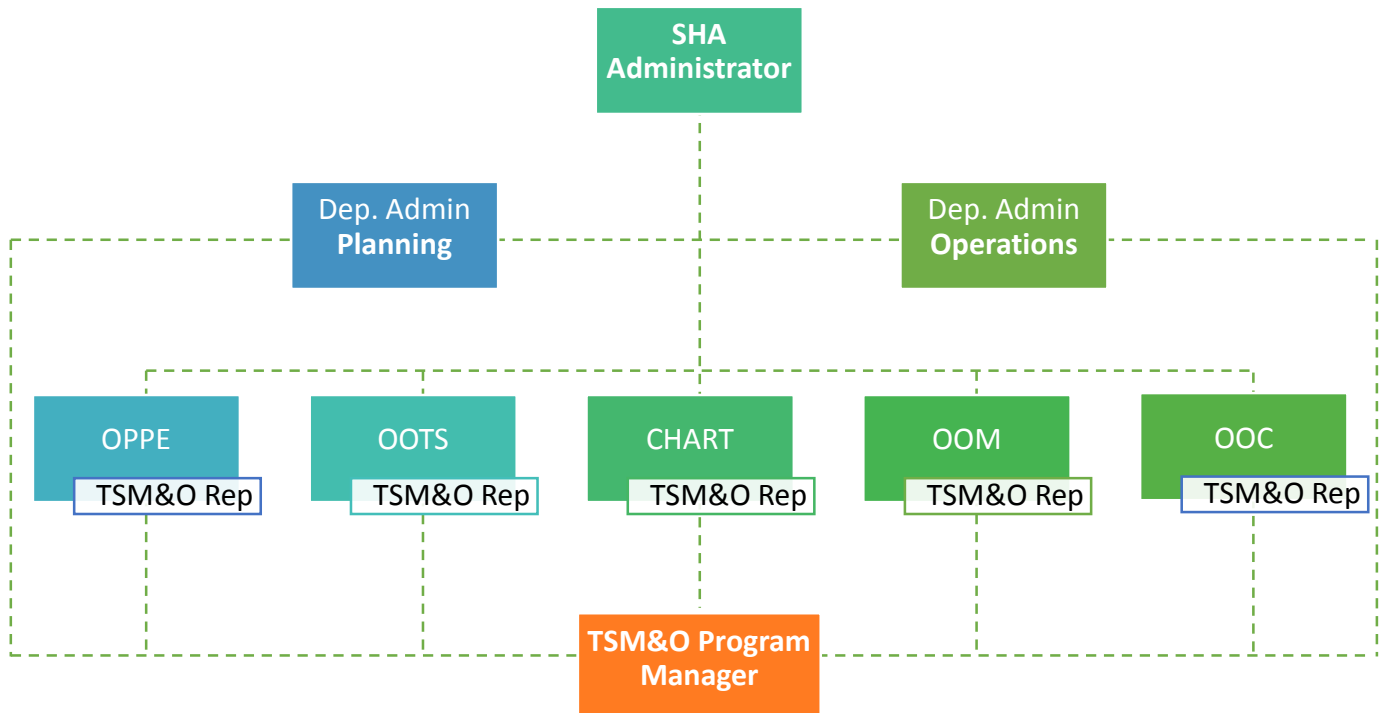 SHA
Administrator
Dep. Admin
Planning
Dep. Admin
Operations
OPPE
TSM&O Rep
OOTS
TSM&O Rep
CHART
TSM&O Rep
OOM
TSM&O Rep
OOC
TSM&O Rep
TSM&O Program
Manager